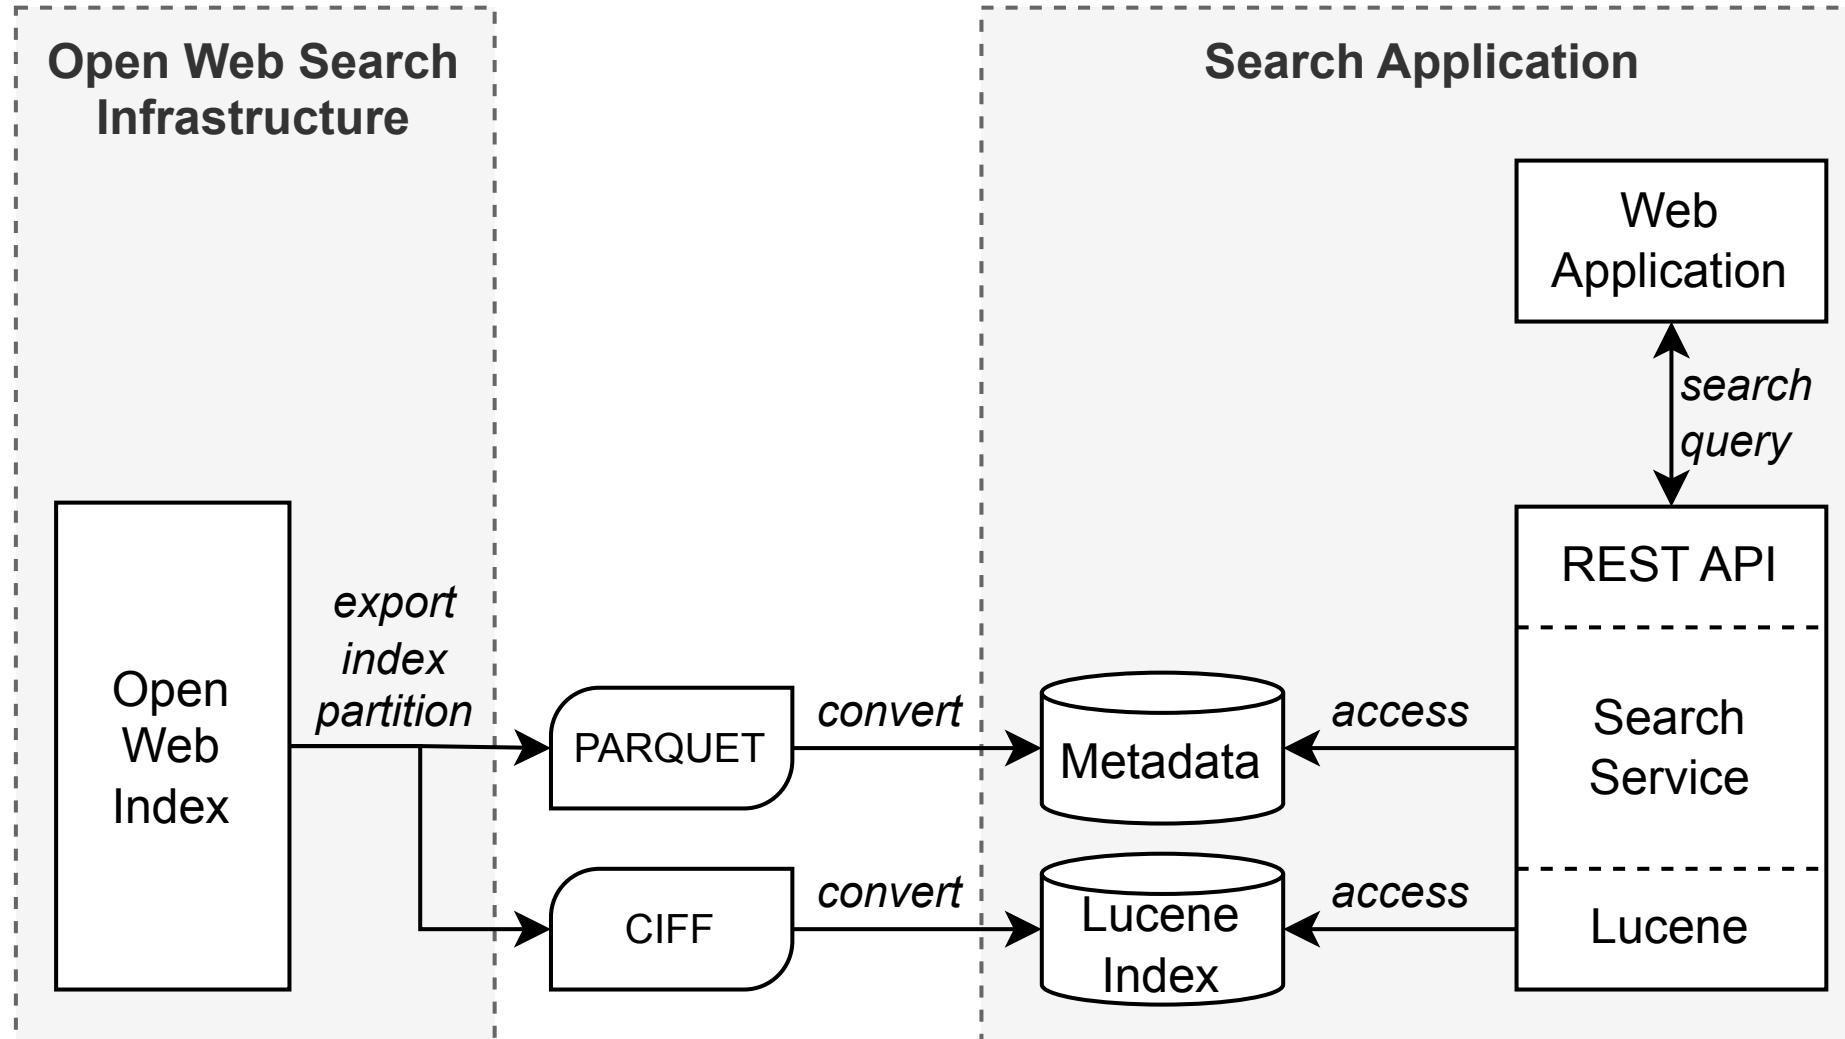 Open Web Search
Infrastructure
Search Application
Web
Application
search
query
REST API
Search
Service
Lucene
export
index
partition
Open
Web
Index
PARQUET
convert
Metadata
access
CIFF
convert
Lucene
Index
access